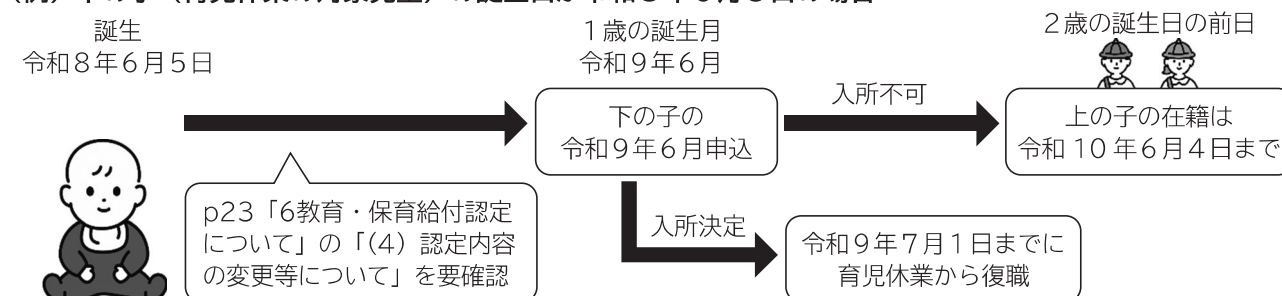 誕生
令和８年６月５日
１歳の誕生月
令和９年６月
２歳の誕生日の前日
下の子の
令和９年６月申込
入所不可
上の子の在籍は
令和 10 年６月４日まで
p23「6教育・保育給付認定
について」の「(4) 認定内容
の変更等について」を要確認
入所決定
令和９年７月１日までに
育児休業から復職